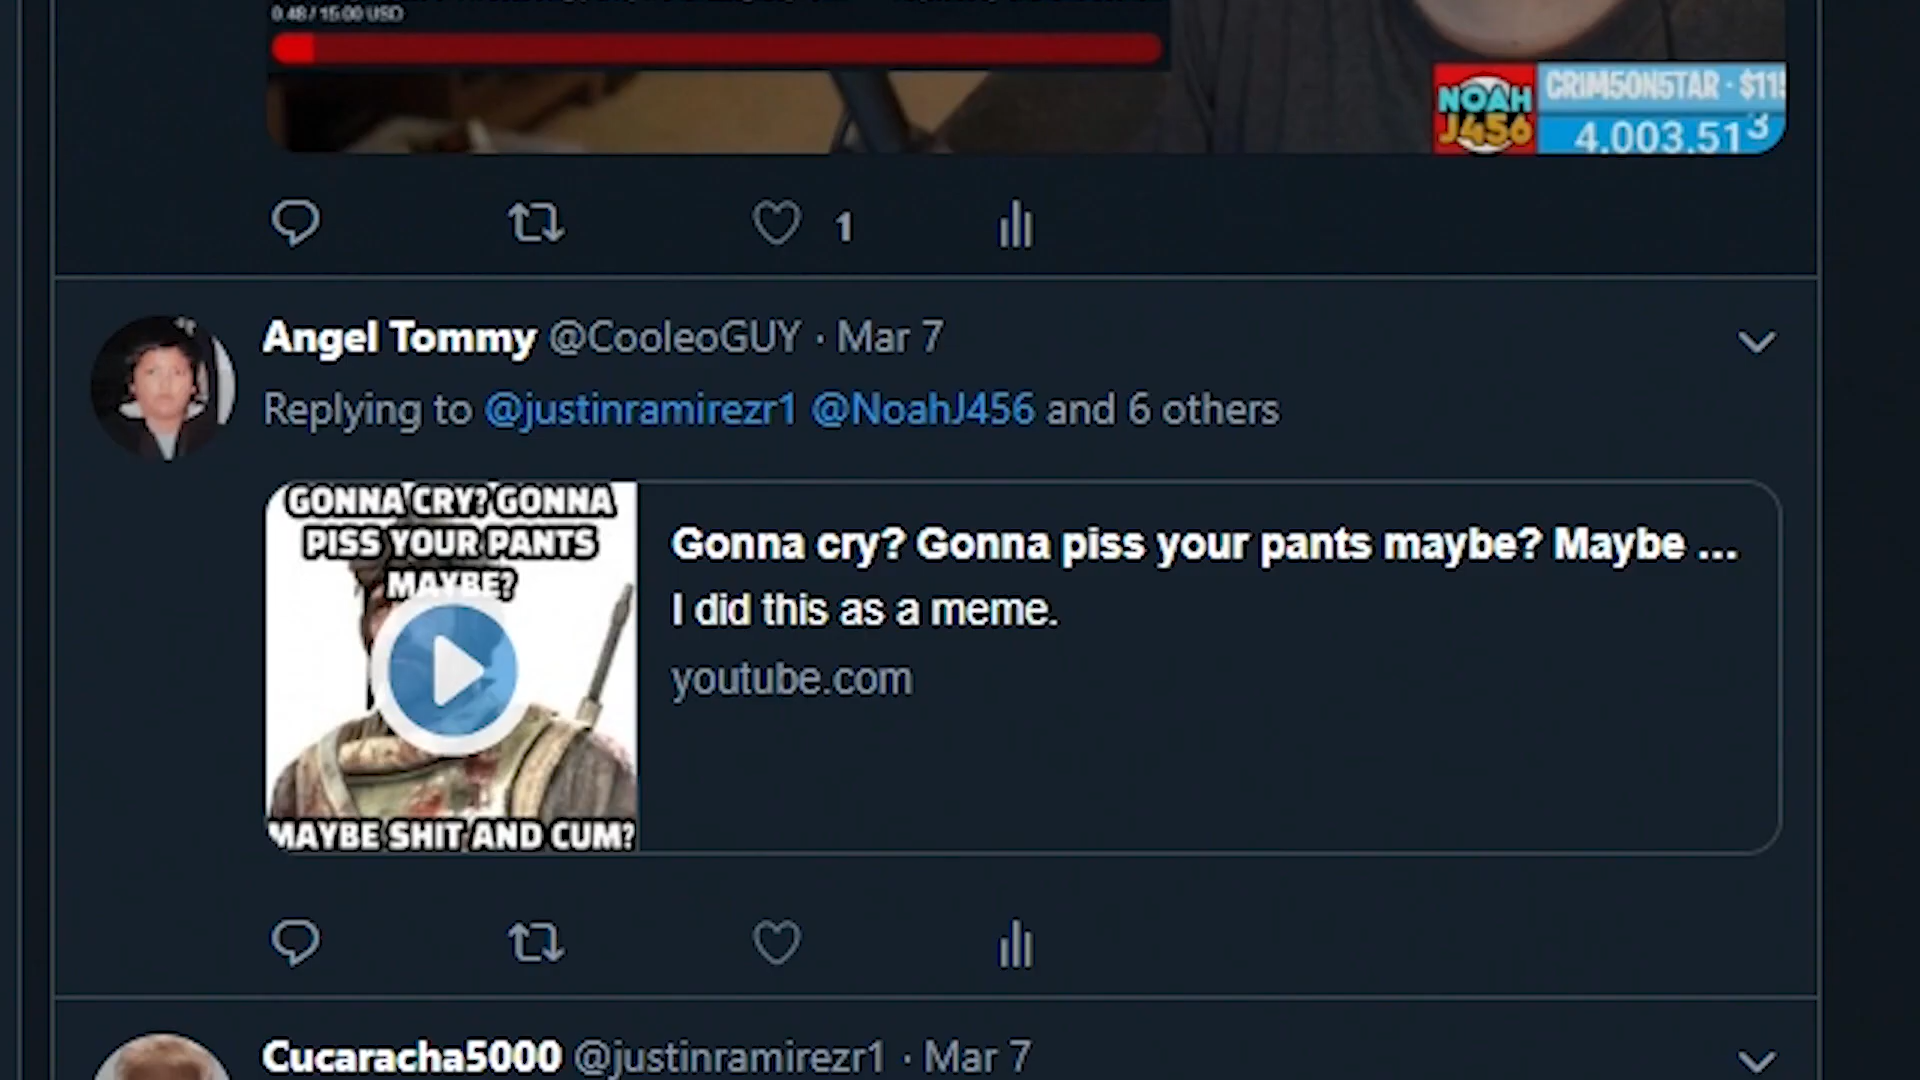 0.48 / 15.00 USD
NOAH
J456
CRIM5ON5TAR · $11
4,003.513
1
Angel Tommy @CooleoGUY · Mar 7
Replying to @justinramirezr1 @NoahJ456 and 6 others
GONNA CRY? GONNA
PISS YOUR PANTS
MAYBE?
MAYBE SHIT AND CUM?
Gonna cry? Gonna piss your pants maybe? Maybe ...
I did this as a meme.
youtube.com
Cucaracha5000 @justinramirezr1 · Mar 7